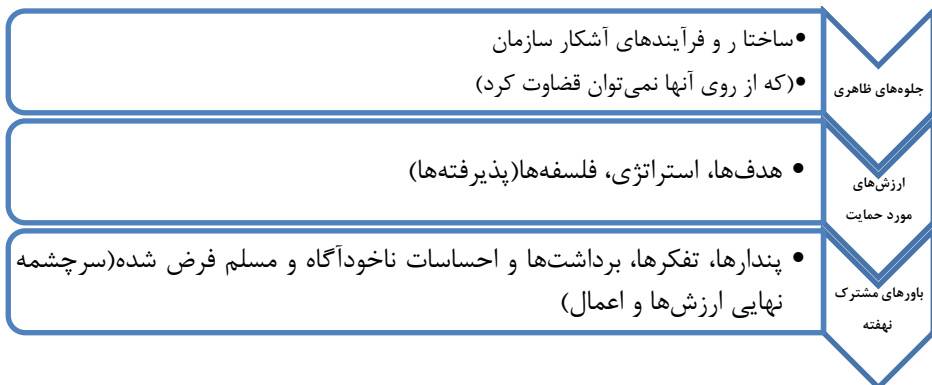 •ساختا ر و فرآیندهای آشکار سازمان
•(که از روی آنها نمی‌توان قضاوت کرد)
جلوه‌های ظاهری
• هدف‌ها، استراتژی، فلسفه‌ها(پذیرفته‌ها)
ارزش‌های
مورد حمایت
• پندارها، تفکرها، برداشت‌ها و احساسات ناخودآگاه و مسلم فرض شده(سرچشمه
نهایی ارزش‌ها و اعمال)
باورهای مشترک
نهفته